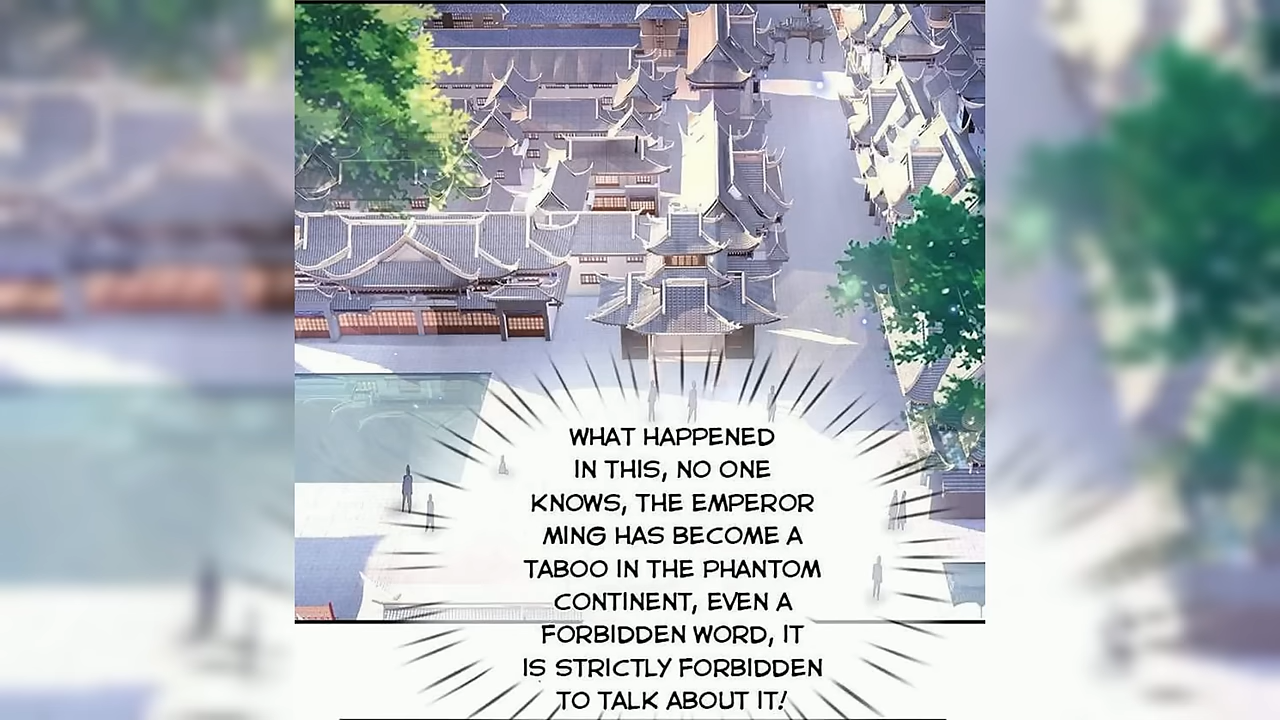 WHAT HAPPENED
IN THIS, NO ONE
KNOWS, THE EMPEROR
MING HAS BECOME A
TABOO IN THE PHANTOM
CONTINENT, EVEN A
FORBIDDEN WORD, IT
IS STRICTLY FORBIDDEN
TO TALK ABOUT IT!